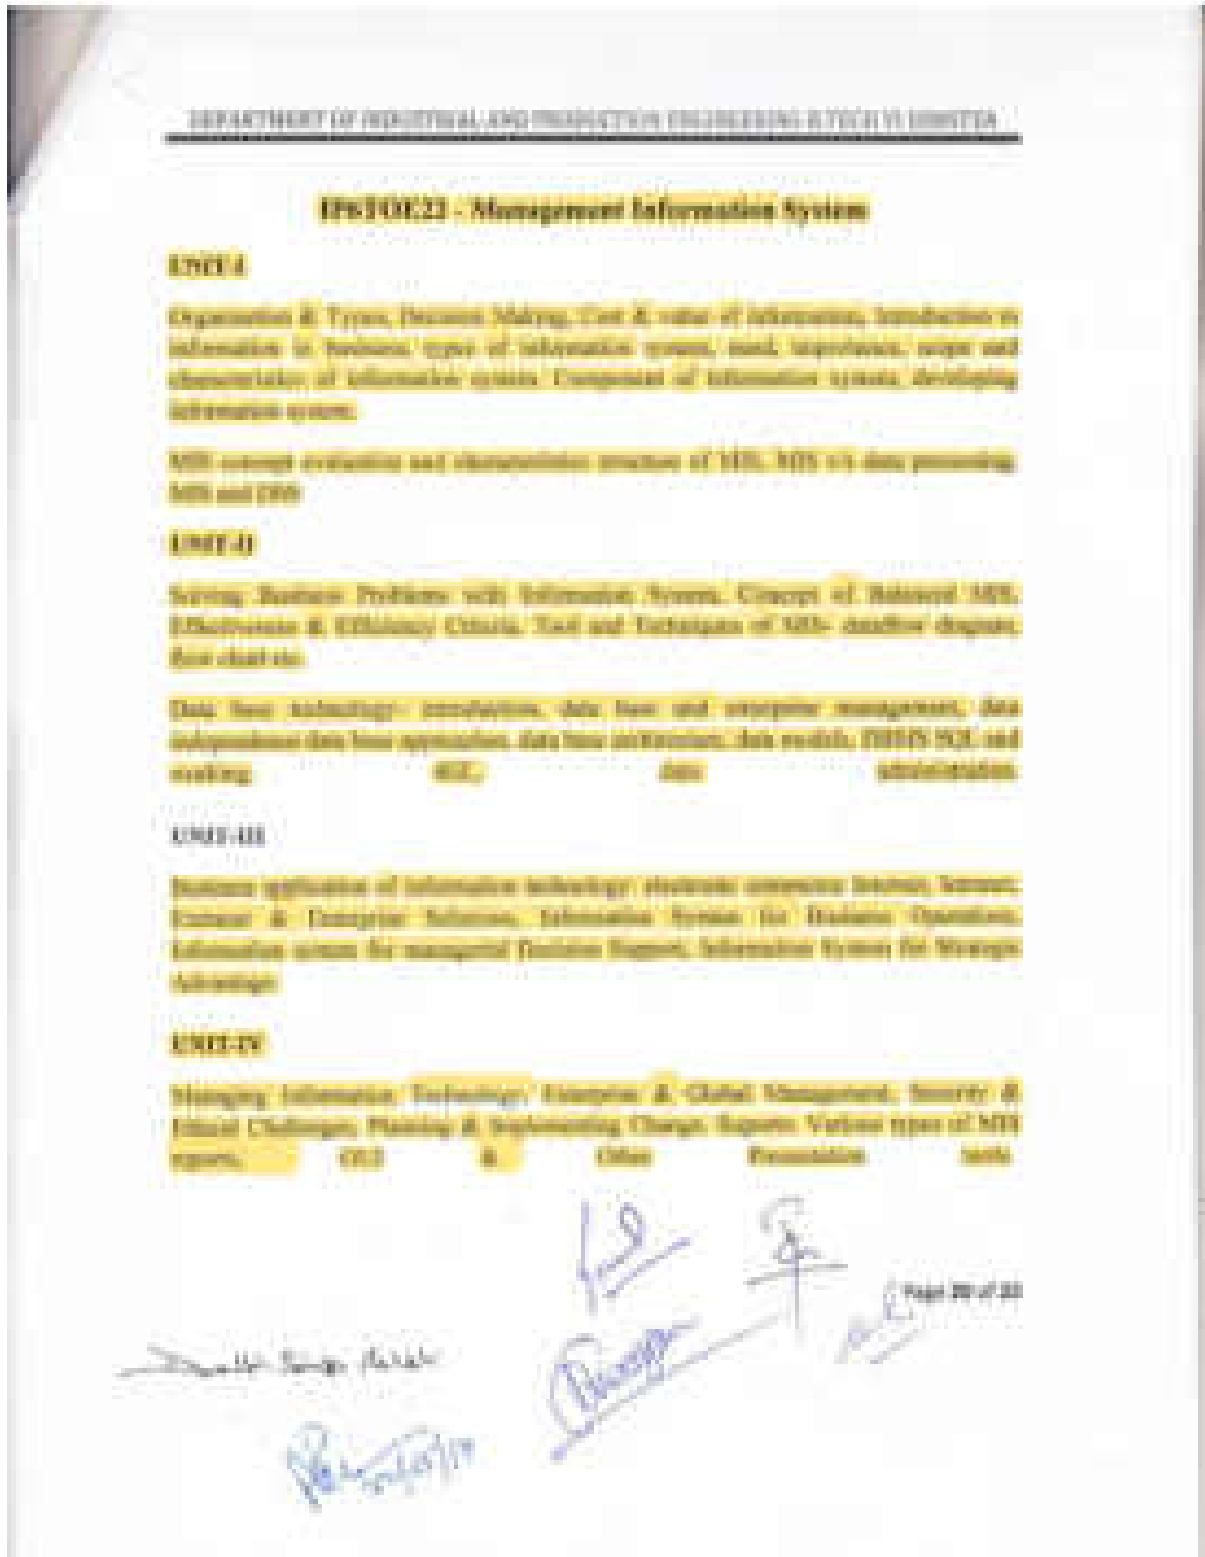 DEPARTMENT OF INDUSTRIAL AND PRODUCTION ENGINEERING B.TECH VI SEMESTER
IP6TOE22 - Management Information System
UNIT-I
Organization & Types, Decision Making, Cost & value of information, Introduction to
information in business, types of information system, need, importance, scope and
characteristics of information system. Component of information system, developing
information system.
MIS concept evaluation and characteristics structure of MIS, MIS v/s data processing,
MIS and DSS
UNIT-II
Solving Business Problems with Information System, Concept of Balanced MIS,
Effectiveness & Efficiency Criteria, Tool and Techniques of MIS- dataflow diagram,
flow chart etc.
Data base technology- introduction, data base and enterprise management, data
independence data base approaches, data base architecture, data models, SQL and
working data administration
UNIT-III
Business application of information technology: electronic commerce Internet, Intranet,
Extranet & Enterprise Solutions, Information System for Business Operations,
Information system for managerial Decision Support, Information System for Strategic
Advantage
UNIT-IV
Managing Information Technology, Enterprise & Global Management, Security &
Ethical Challenges, Planning & Implementing Change, Reports: Various types of MIS
reports, GUI & Other Presentation tools
Page 20 of